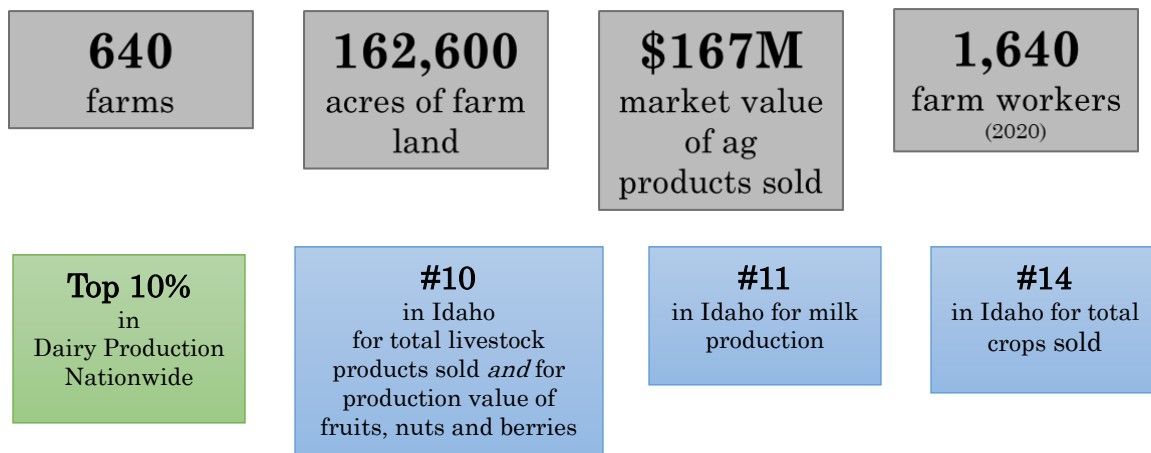 640
farms
162,600
acres of farm
land
$167M
market value
of ag
products sold
1,640
farm workers
(2020)
Top 10%
in
Dairy Production
Nationwide
#10
in Idaho
for total livestock
products sold and for
production value of
fruits, nuts and berries
#11
in Idaho for milk
production
#14
in Idaho for total
crops sold